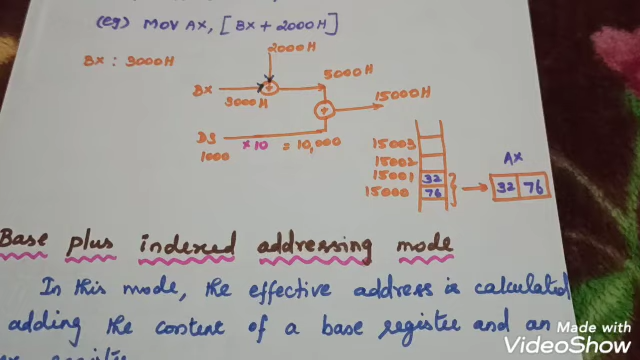 (eg) MOV AX, [BX + 2000H]
2000H
BX : 3000H
5000H
BX
3000H
+
15000H
+
DS
× 10 = 10,000
1000
15003
15002
15001 32
15000 76
AX
32 76
Base plus indexed addressing mode
In this mode, the effective address is calculated
adding the content of a base register and an
Made with
VideoShow